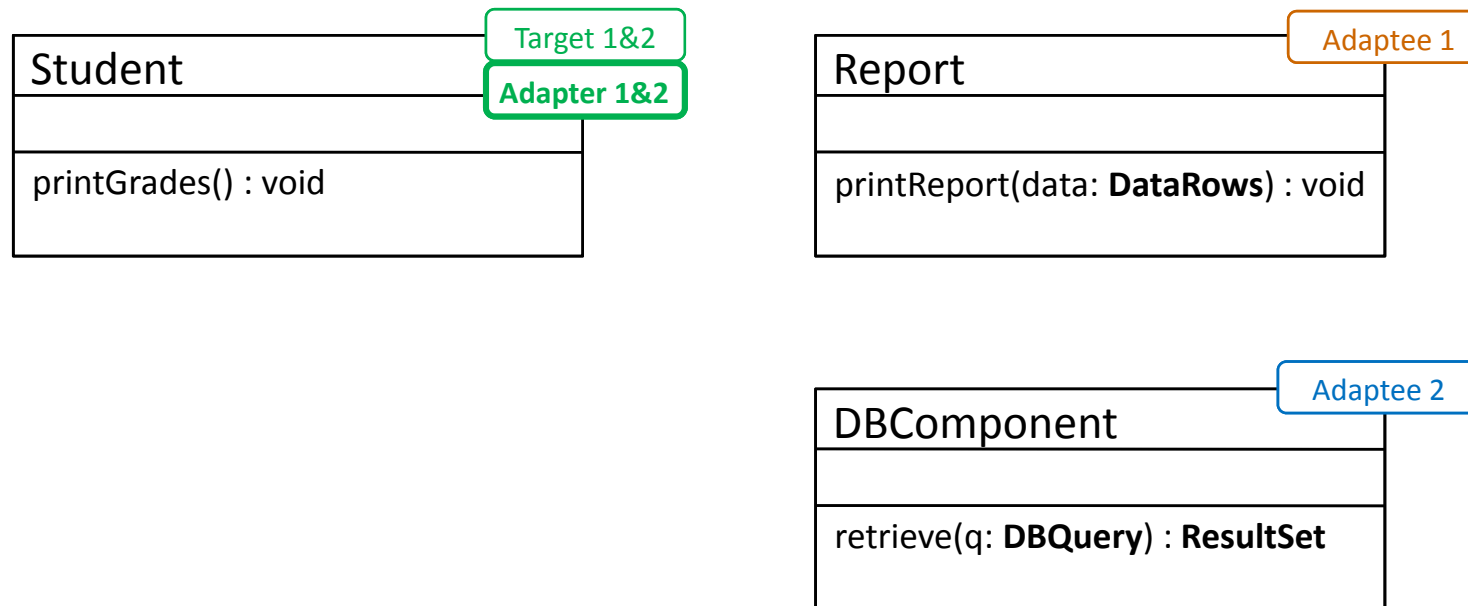 Target 1&2
Student
Adapter 1&2
printGrades() : void
Adaptee 1
Report
printReport(data: DataRows) : void
Adaptee 2
DBComponent
retrieve(q: DBQuery) : ResultSet